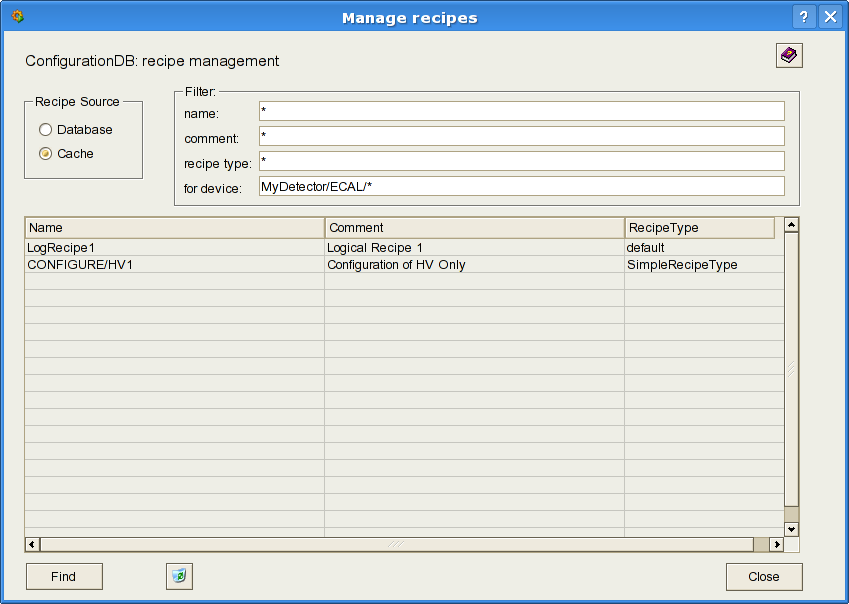 Manage recipes
?
ConfigurationDB: recipe management
Recipe Source
Database
Cache
Filter:
name: *
comment: *
recipe type: *
for device: MyDetector/ECAL/*
Name Comment RecipeType
LogRecipe1 Logical Recipe 1 default
CONFIGURE/HV1 Configuration of HV Only SimpleRecipeType
Find Close